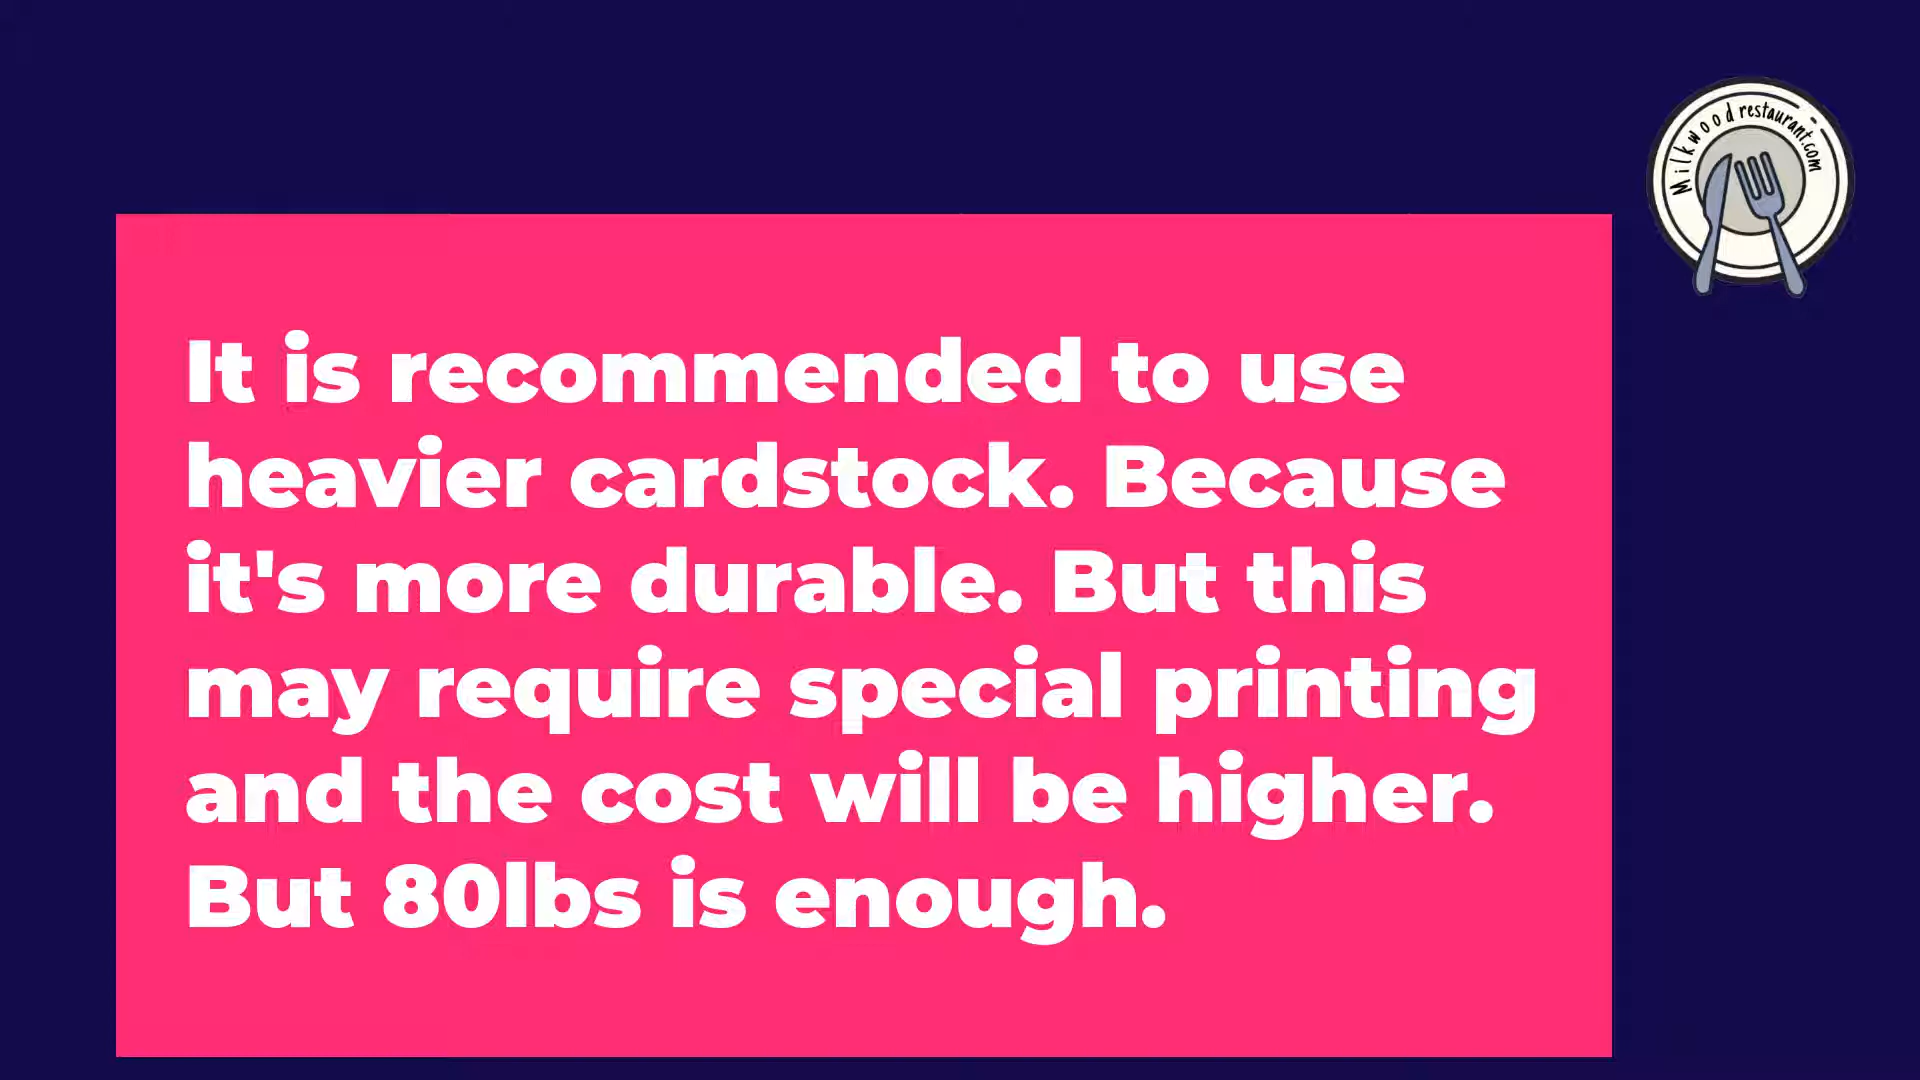 Milkwood restaurant.com
It is recommended to use
heavier cardstock. Because
it's more durable. But this
may require special printing
and the cost will be higher.
But 80lbs is enough.